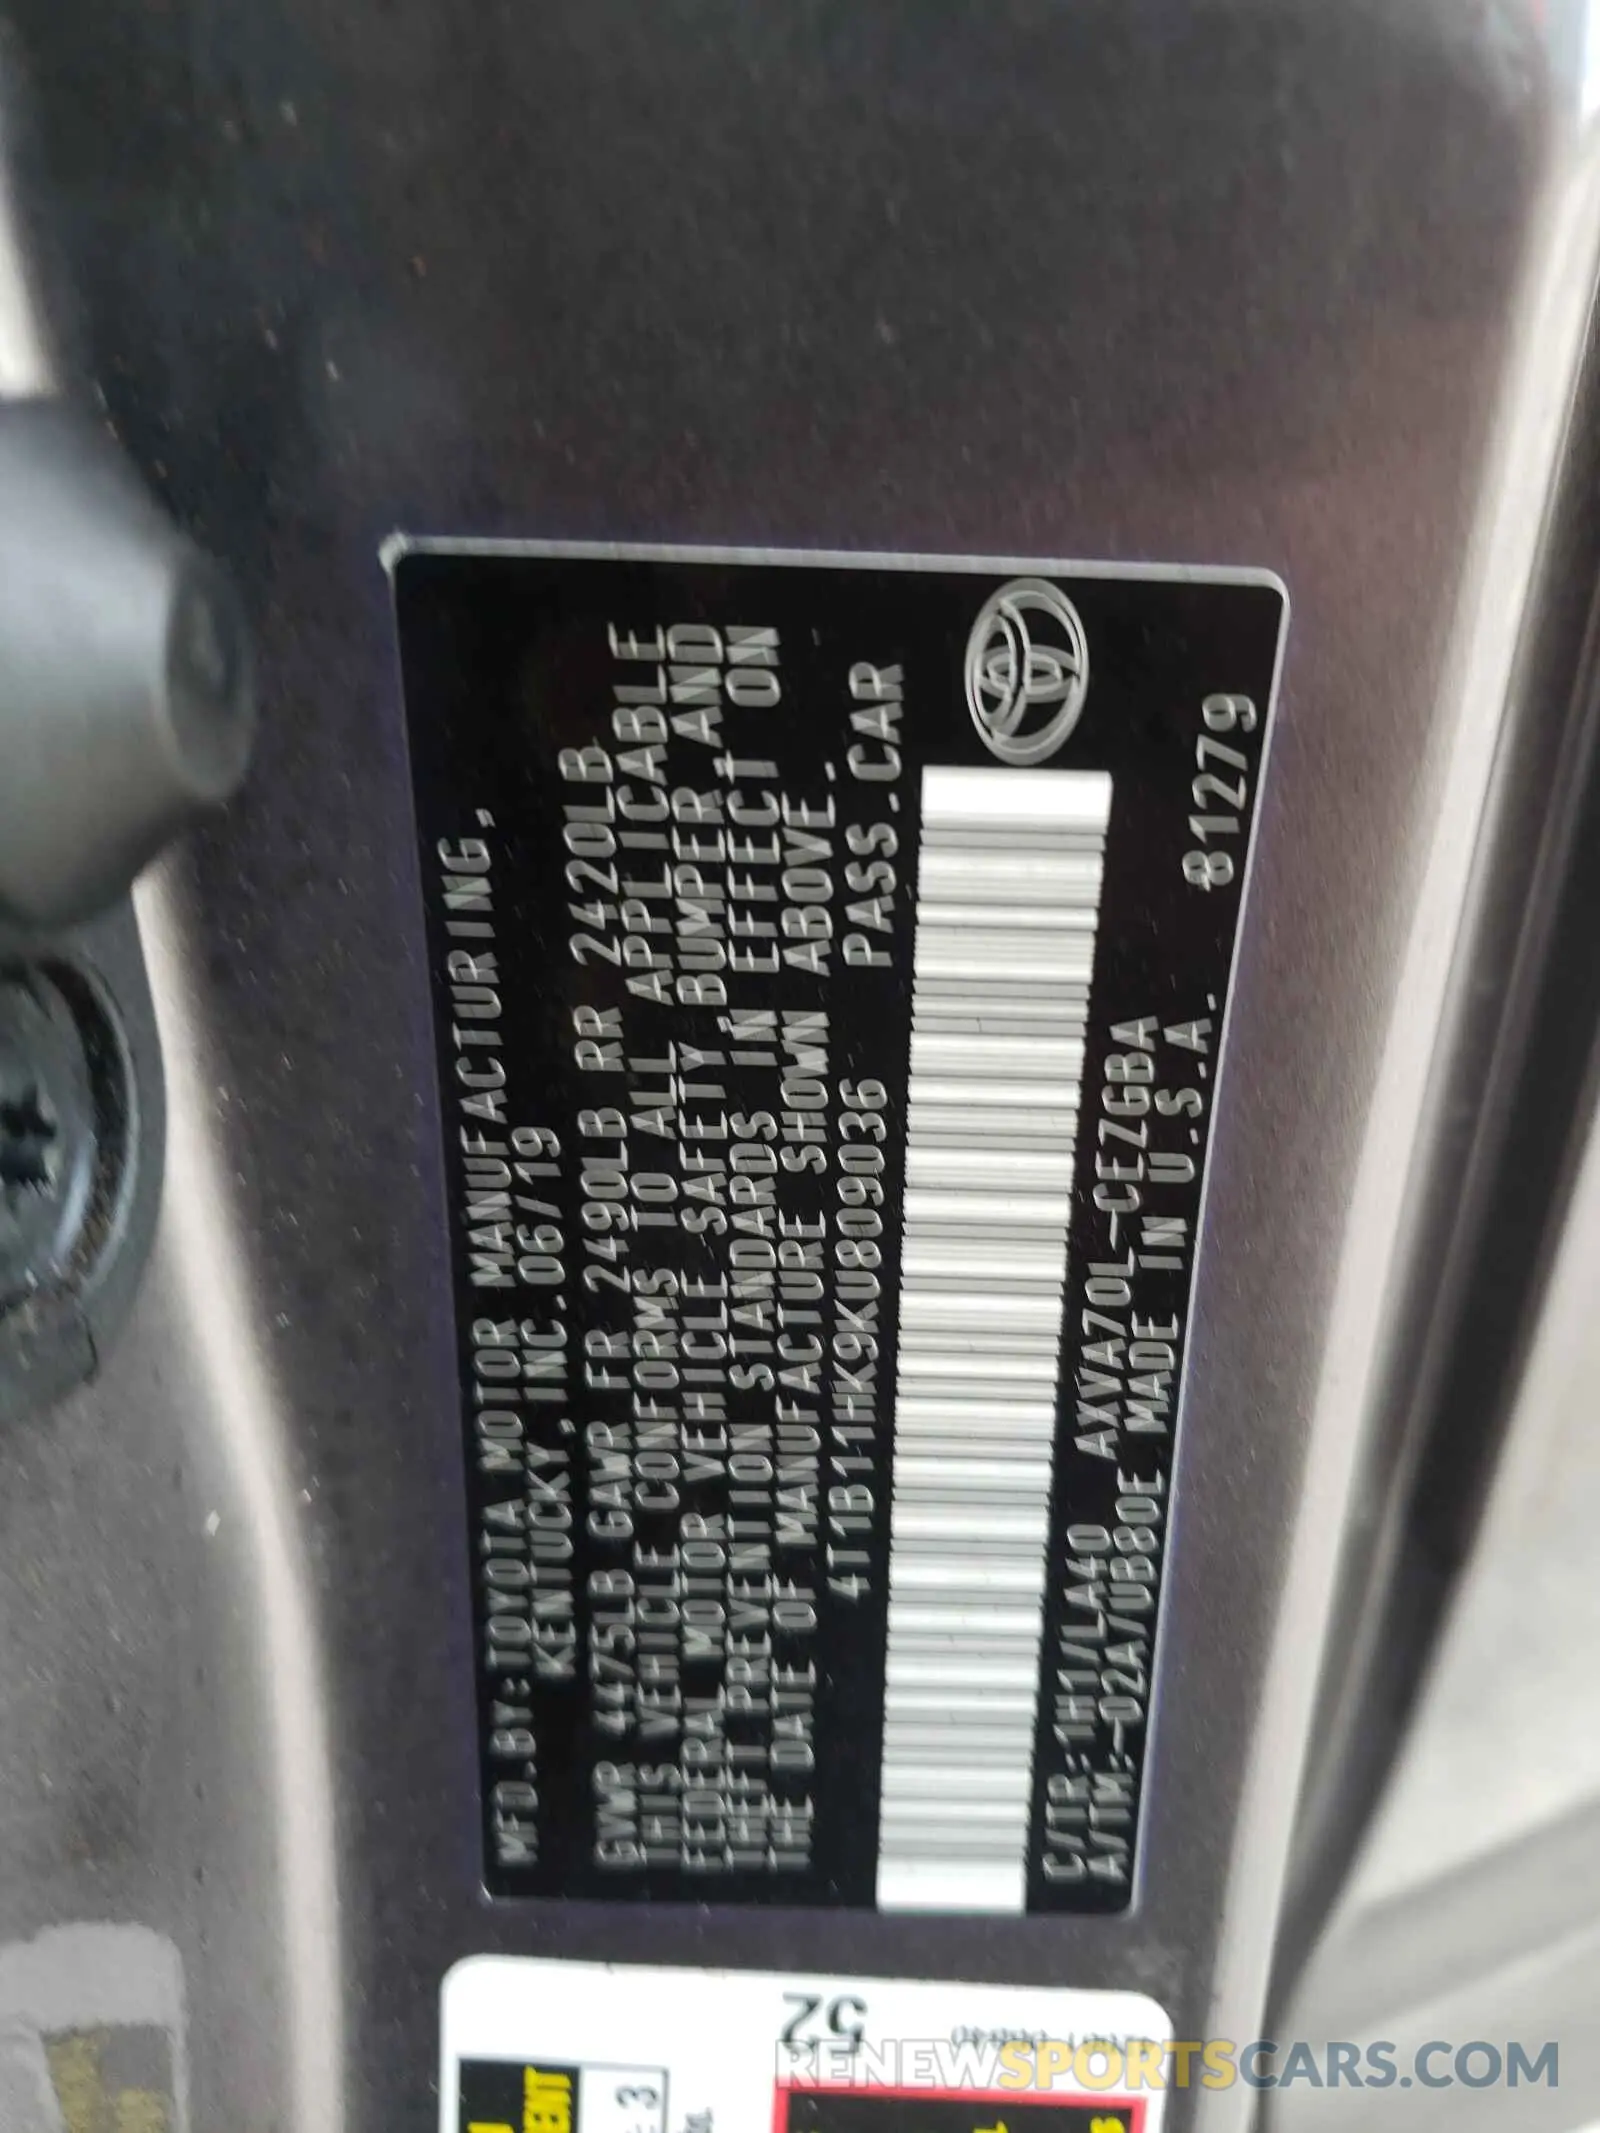 MFD.BY:TOYOTA MOTOR MANUFACTURING,
KENTUCKY,INC.06/19
GVWR 4475LB GAWR FR 2490LB RR 2420LB
THIS VEHICLE CONFORMS TO ALL APPLICABLE
FEDERAL MOTOR VEHICLE SAFETY,BUMPER,AND
THEFT PREVENTION STANDARDS IN EFFECT ON
THE DATE OF MANUFACTURE SHOWN ABOVE.
4T1B11HK9KU809036 PASS.CAR
C/TR:1H1/LA40 AXVA70L-CEZGBA
A/TM:-02A/UB80E MADE IN U.S.A. 81279
52
3
RENEWSPORTSCARS.COM